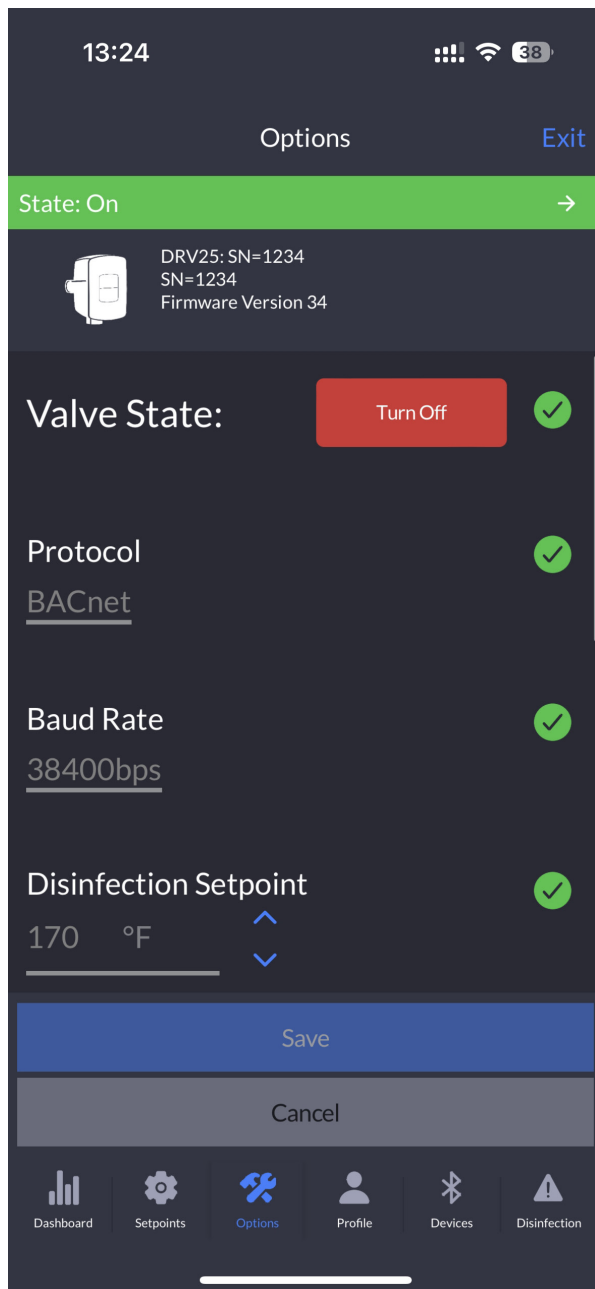 13:24
38
Options
Exit
State: On
DRV25: SN=1234
SN=1234
Firmware Version 34
Valve State:
Turn Off
Protocol
BACnet
Baud Rate
38400bps
Disinfection Setpoint
170 °F
Save
Cancel
Dashboard
Setpoints
Options
Profile
Devices
Disinfection